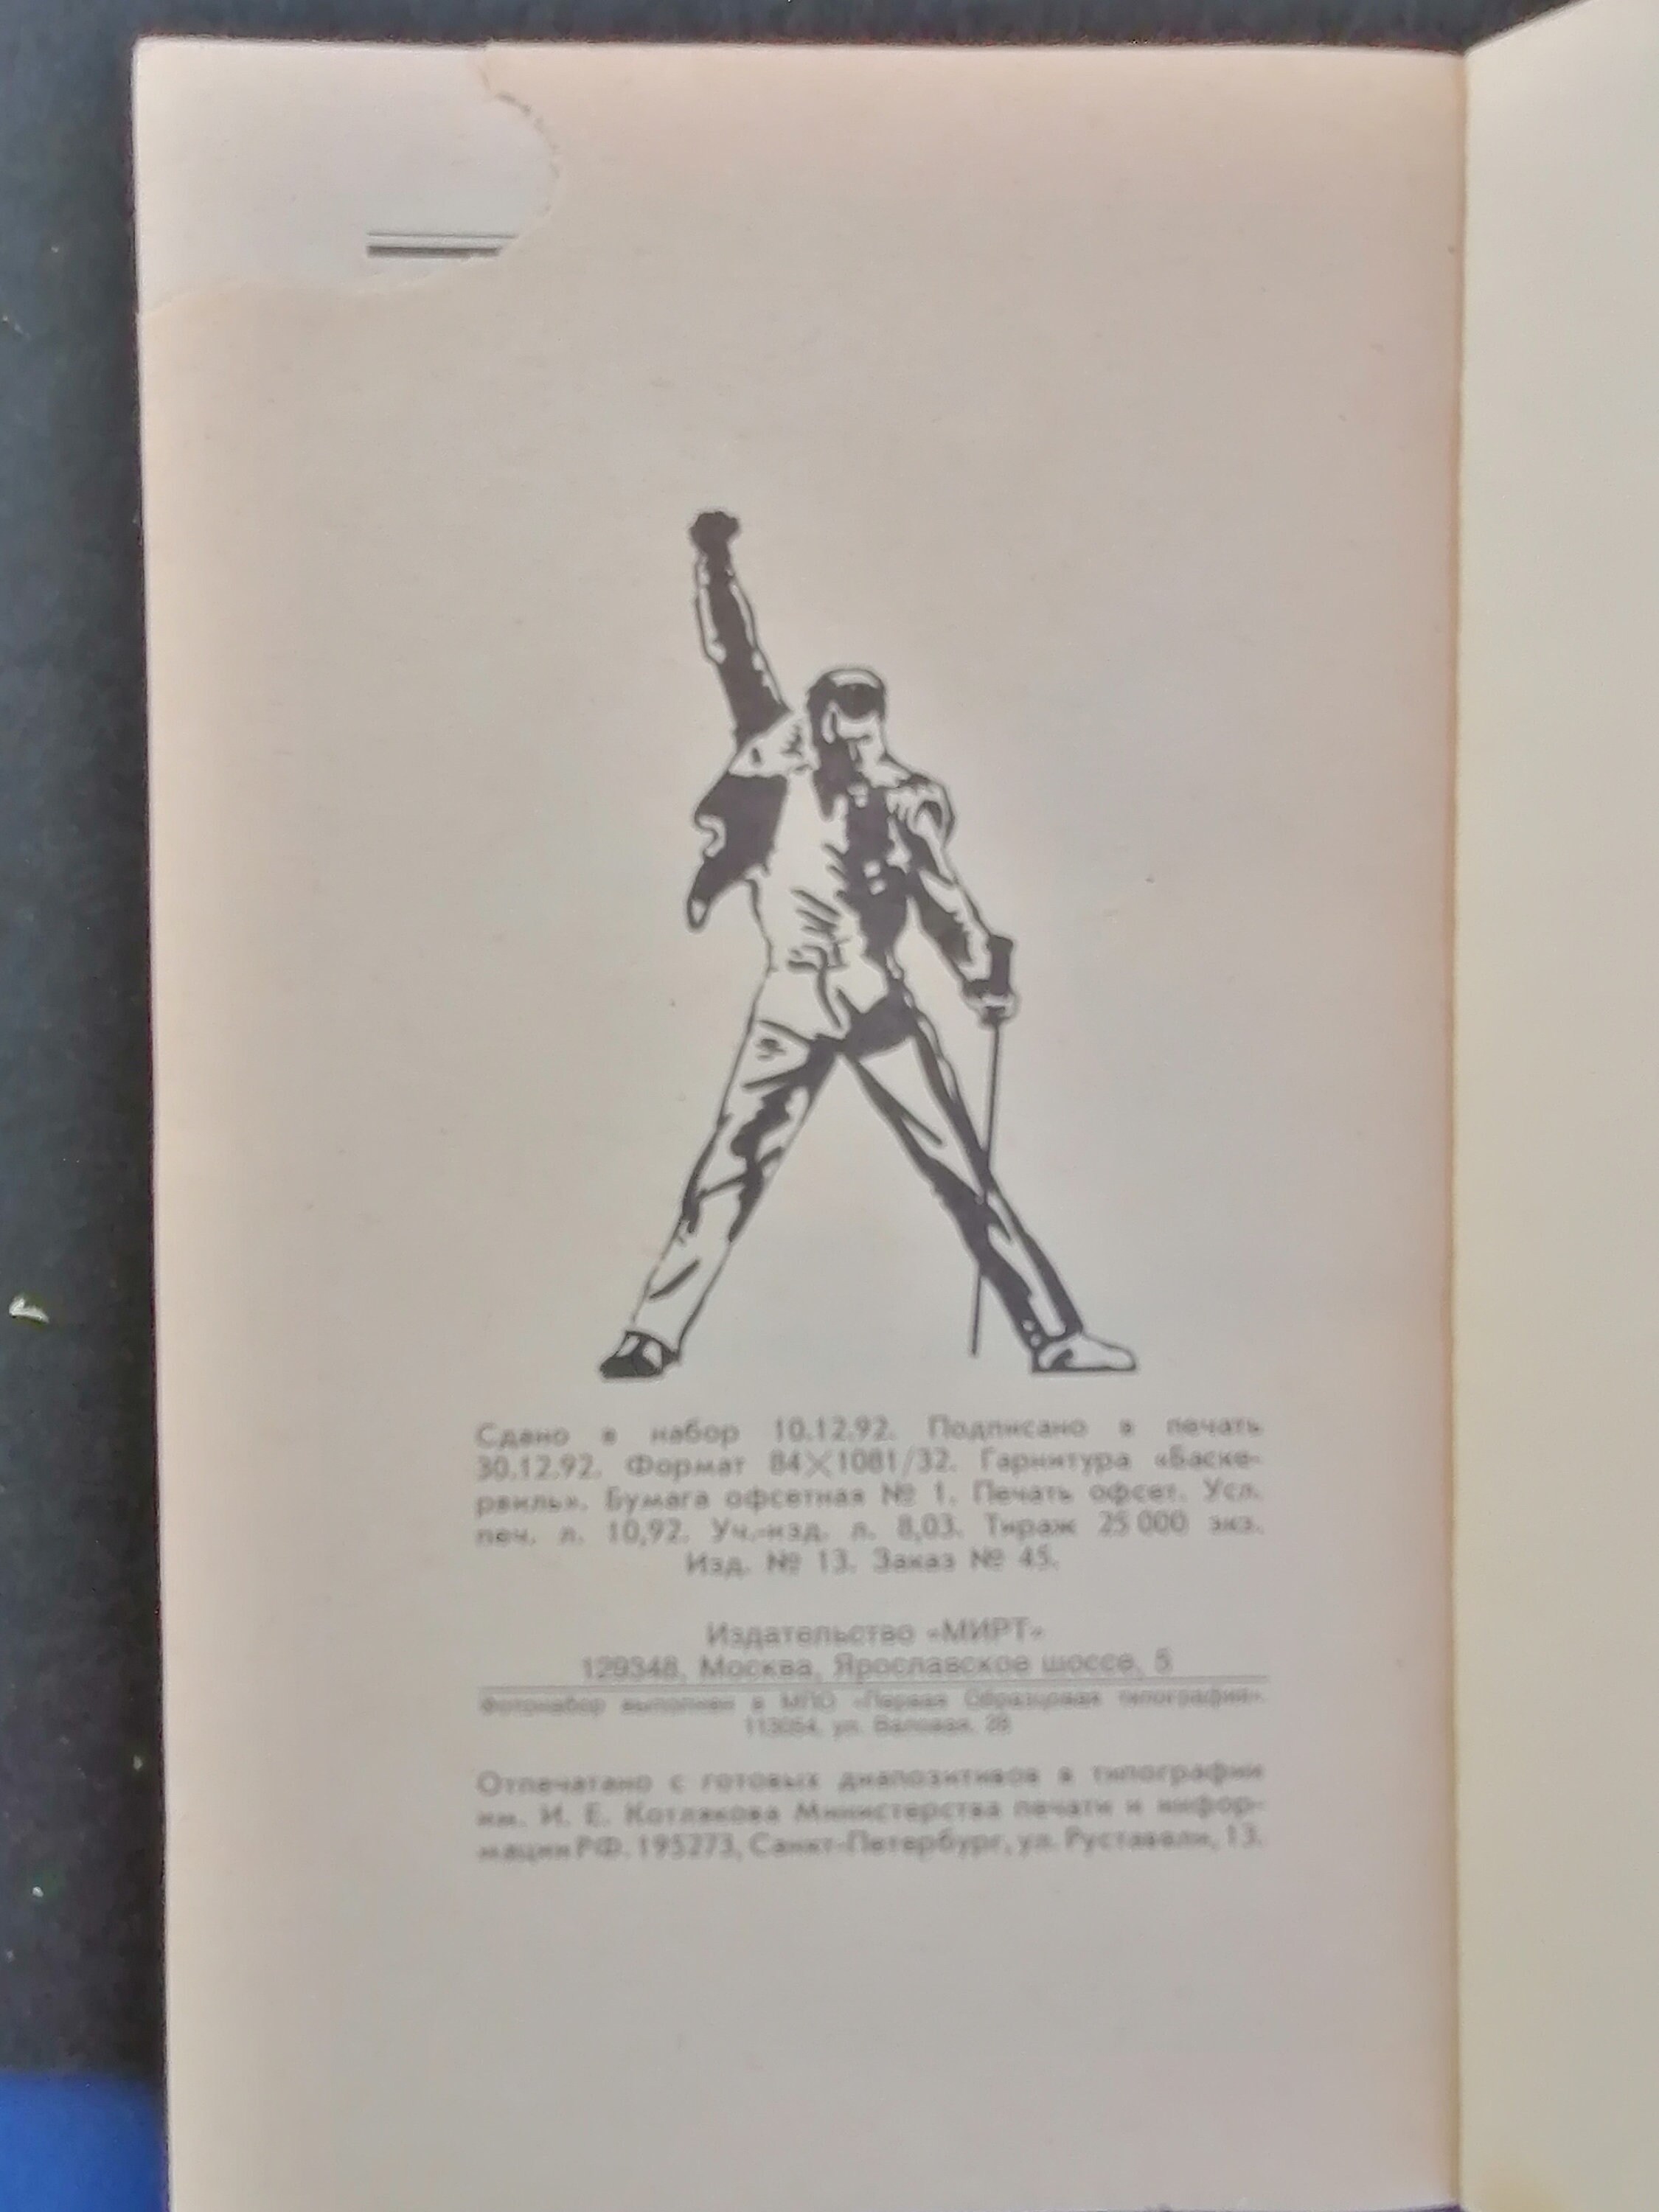 Сдано в набор 10.12.92. Подписано в печать
30.12.92. Формат 84×1081/32. Гарнитура «Баске-
рвиль». Бумага офсетная № 1. Печать офсет. Усл.
печ. л. 10,92. Уч.-изд. л. 8,03. Тираж 25 000 экз.
Изд. № 13. Заказ № 45.
Издательство «МИРТ»
129348, Москва, Ярославское шоссе, 5
Фотонабор выполнен в МПО «Первая Образцовая типография».
113054, ул. Валовая, 28
Отпечатано с готовых диапозитивов в типографии
им. И. Е. Котлякова Министерства печати и инфор-
мации РФ. 195273, Санкт-Петербург, ул. Руставели, 13.